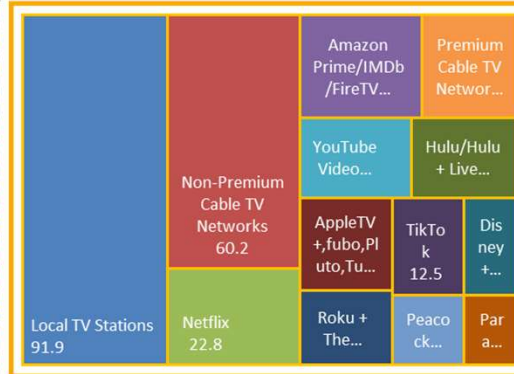 Local TV Stations
91.9
Non-Premium
Cable TV
Networks
60.2
Netflix
22.8
Amazon
Prime/IMDb
/FireTV...
Premium
Cable TV
Networ...
YouTube
Video...
Hulu/Hulu
+ Live...
AppleTV
+,fubo,Pl
uto,Tu...
TikTo
k
12.5
Dis
ney
+...
Roku +
The...
Peaco
ck...
Par
a...